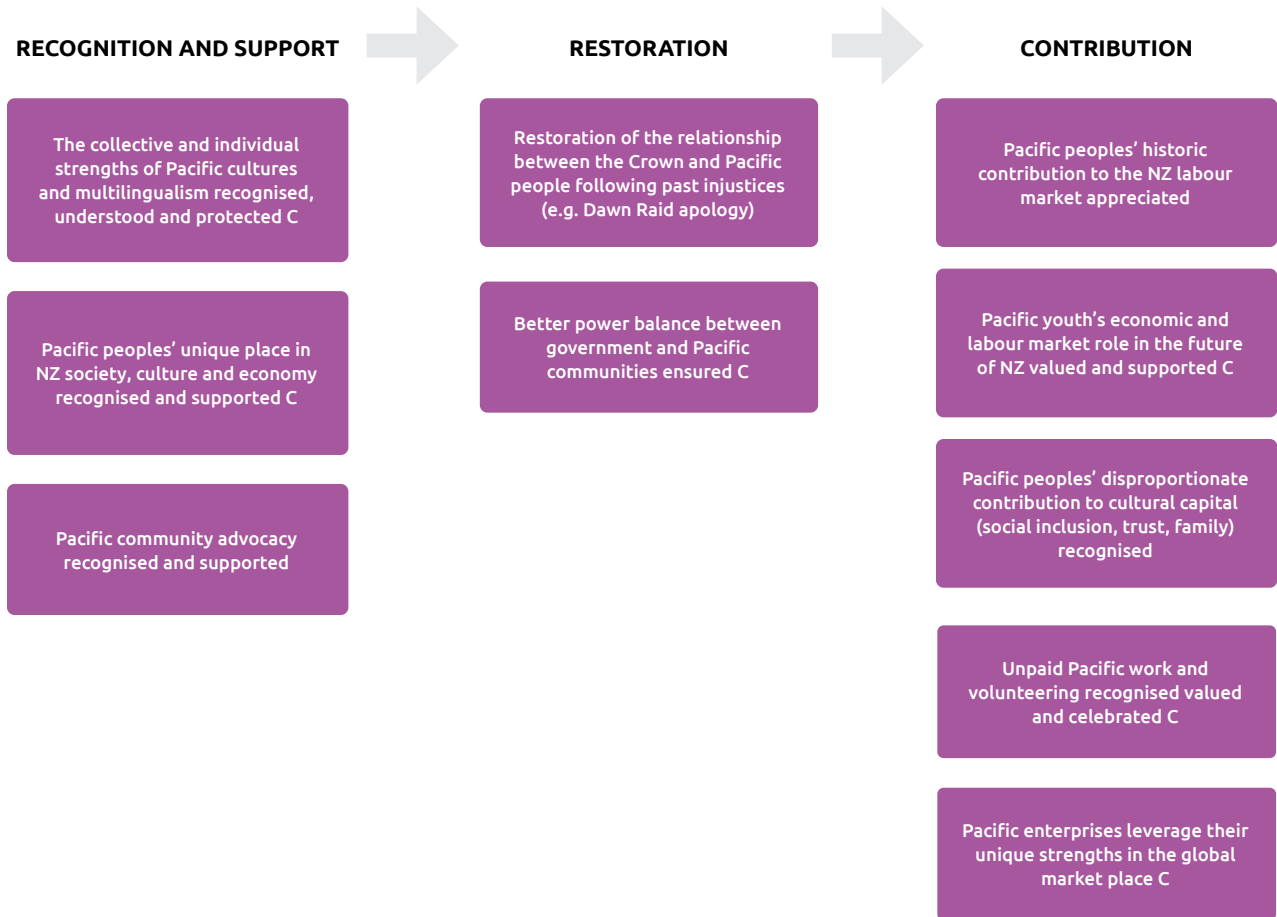 RECOGNITION AND SUPPORT
The collective and individual
strengths of Pacific cultures
and multilingualism recognised,
understood and protected C
Pacific peoples’ unique place in
NZ society, culture and economy
recognised and supported C
Pacific community advocacy
recognised and supported
RESTORATION
Restoration of the relationship
between the Crown and Pacific
people following past injustices
(e.g. Dawn Raid apology)
Better power balance between
government and Pacific
communities ensured C
CONTRIBUTION
Pacific peoples’ historic
contribution to the NZ labour
market appreciated
Pacific youth’s economic and
labour market role in the future
of NZ valued and supported C
Pacific peoples’ disproportionate
contribution to cultural capital
(social inclusion, trust, family)
recognised
Unpaid Pacific work and
volunteering recognised valued
and celebrated C
Pacific enterprises leverage their
unique strengths in the global
market place C